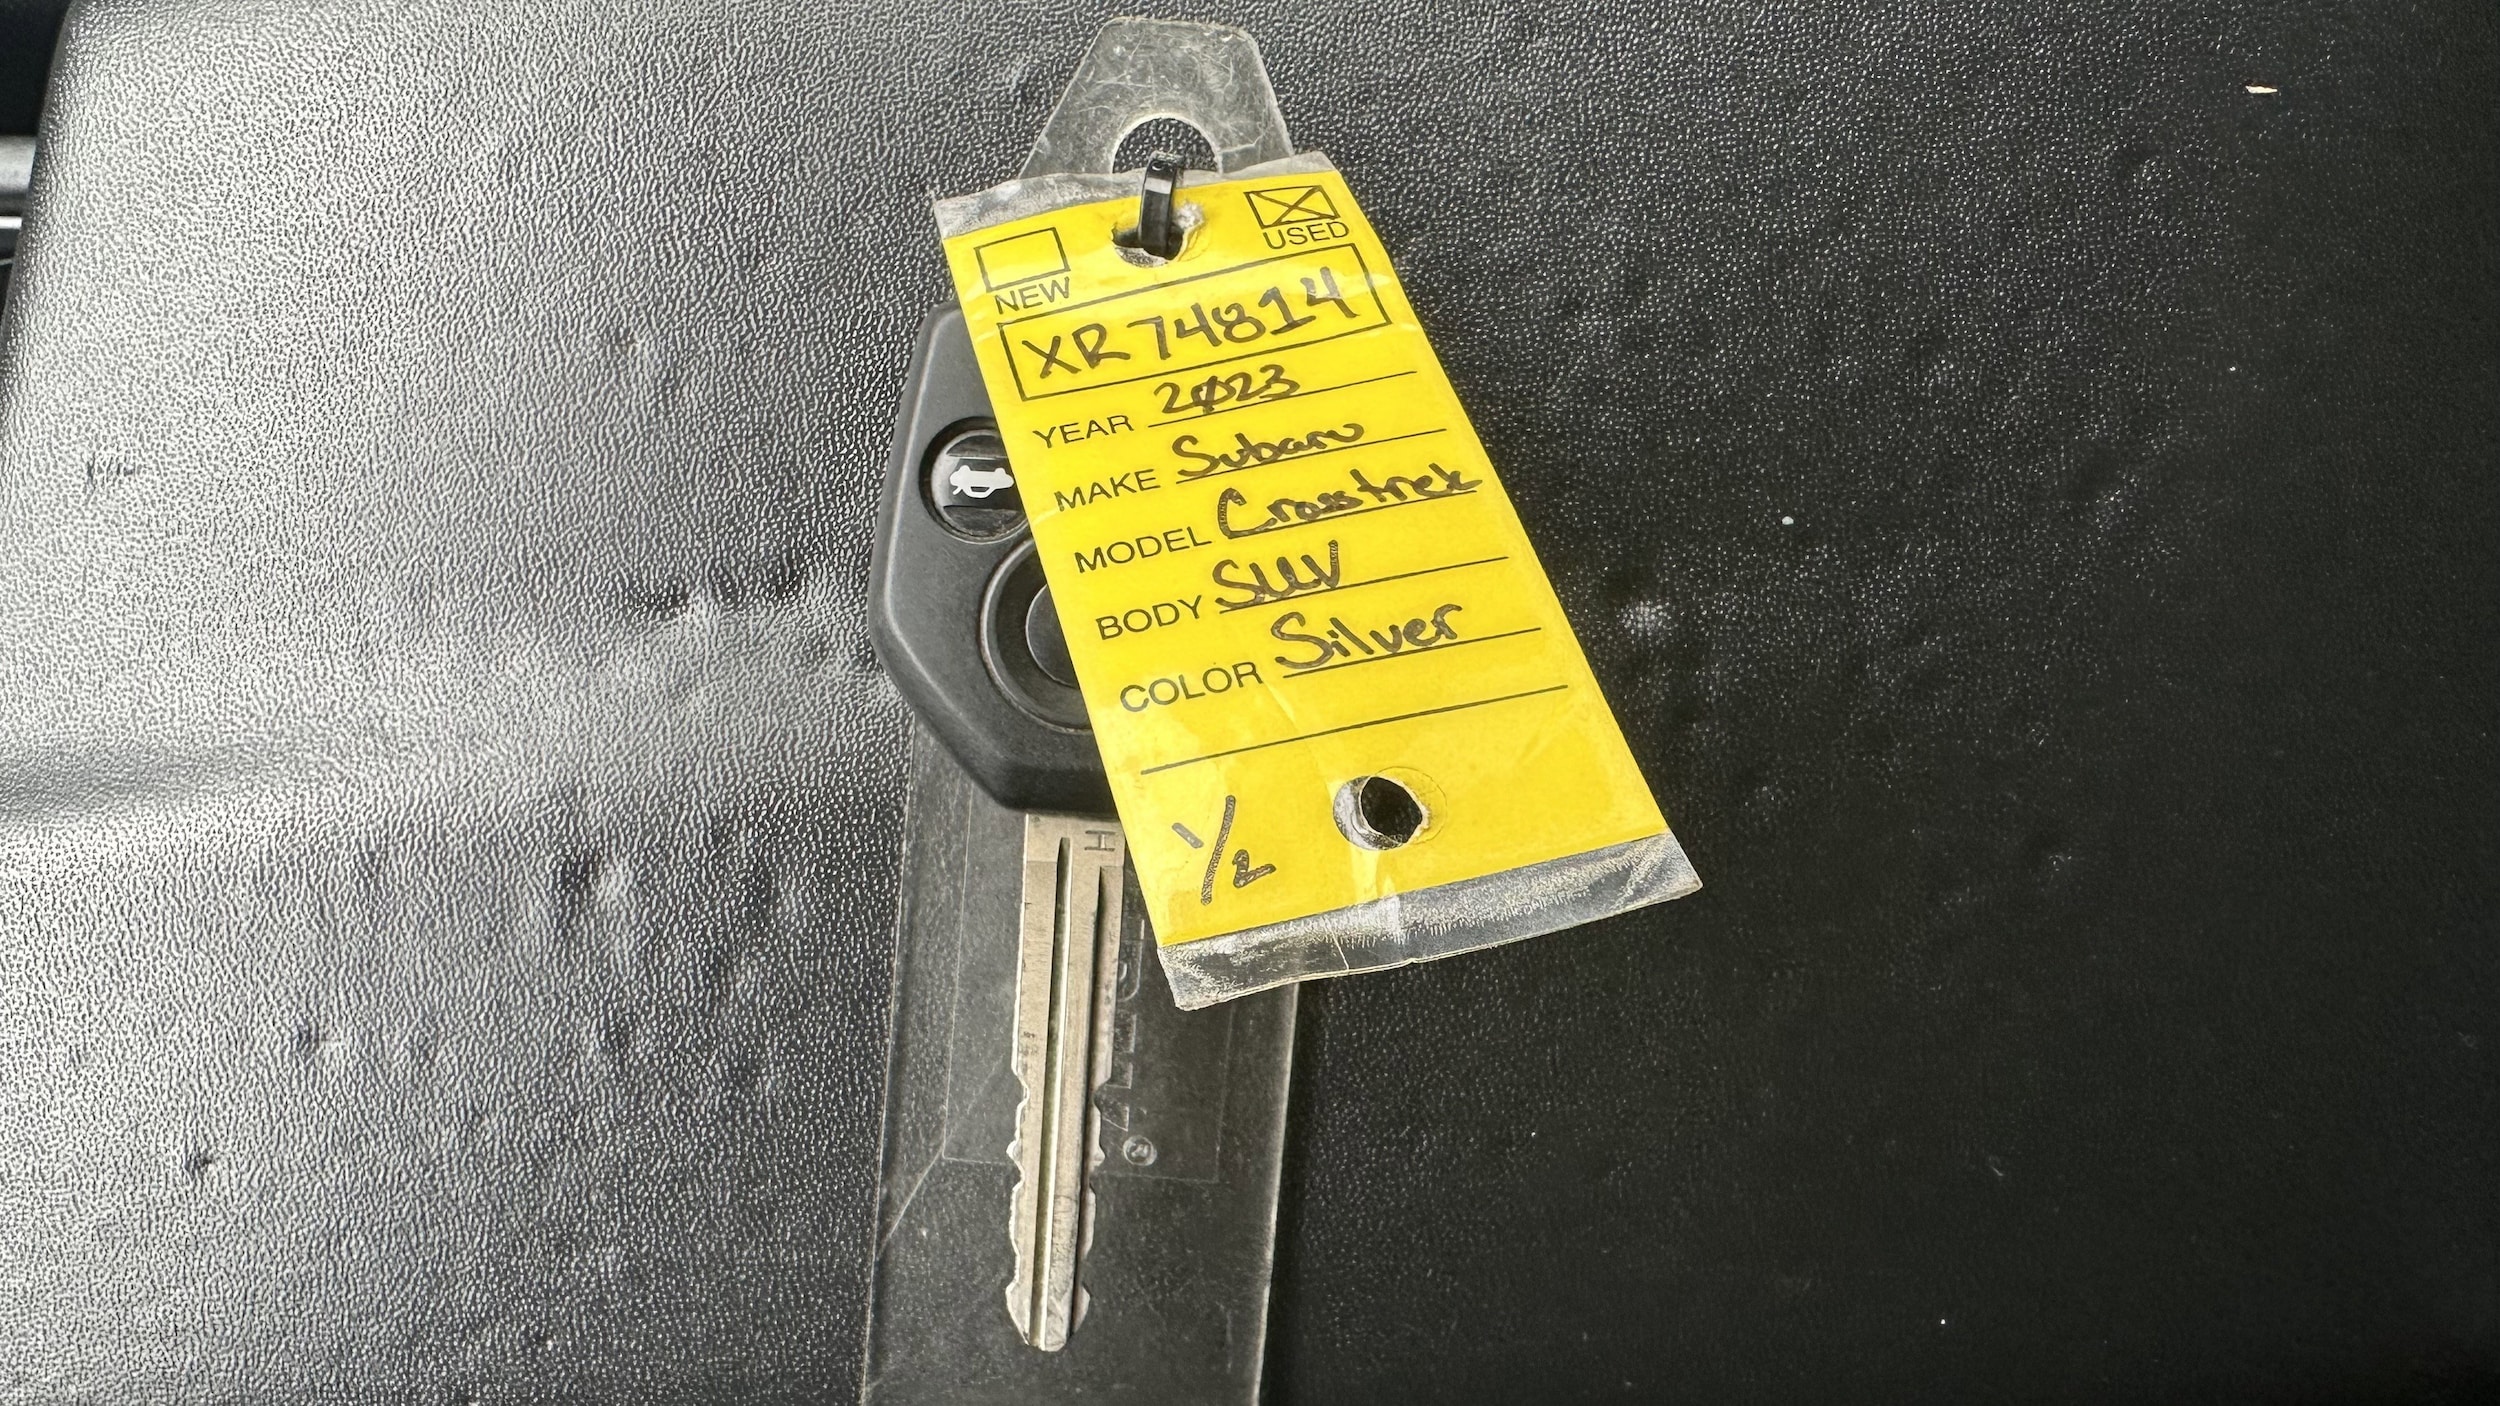 NEW USED
XR74814
YEAR 2023
MAKE Subaru
MODEL Crosstrek
BODY SUV
COLOR Silver
1/2
H